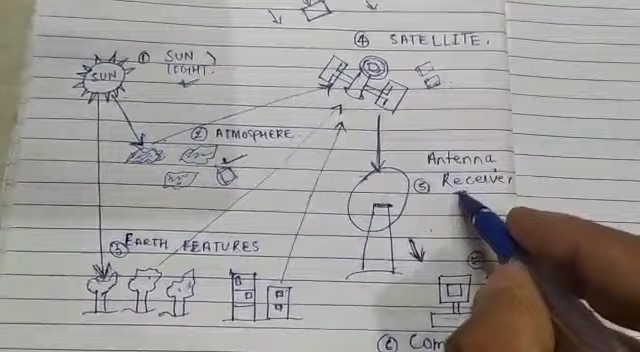 SUN
① SUN
LIGHT.
④ SATELLITE.
② ATMOSPHERE
Antenna
⑤ Receiver
③ EARTH FEATURES
⑥ Com